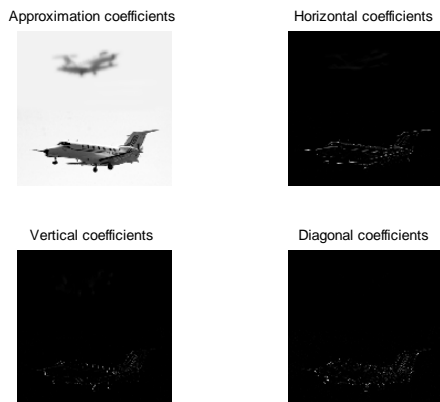 Approximation coefficients
Horizontal coefficients
Vertical coefficients
Diagonal coefficients